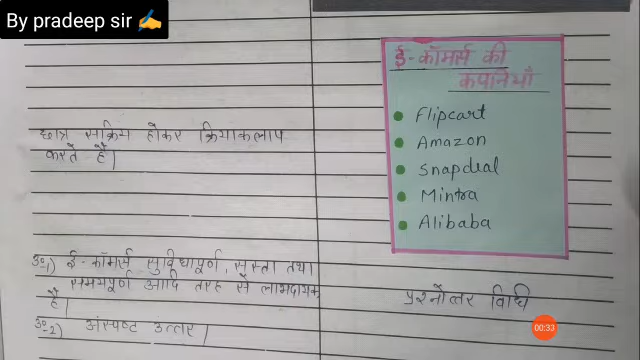 By pradeep sir ✍️
ई-कॉमर्स की
कंपनियाँ
Flipcart
Amazon
Snapdeal
Mintra
Alibaba
छात्र सक्रिय होकर क्रियाकलाप
करते हैं।
उ०1) ई-कॉमर्स सुविधापूर्ण, सस्ता तथा
समयपूर्ण आदि तरह से लाभदायक
है।
उ०2) अस्पष्ट उत्तर।
प्रश्नोत्तर विधि
00:33